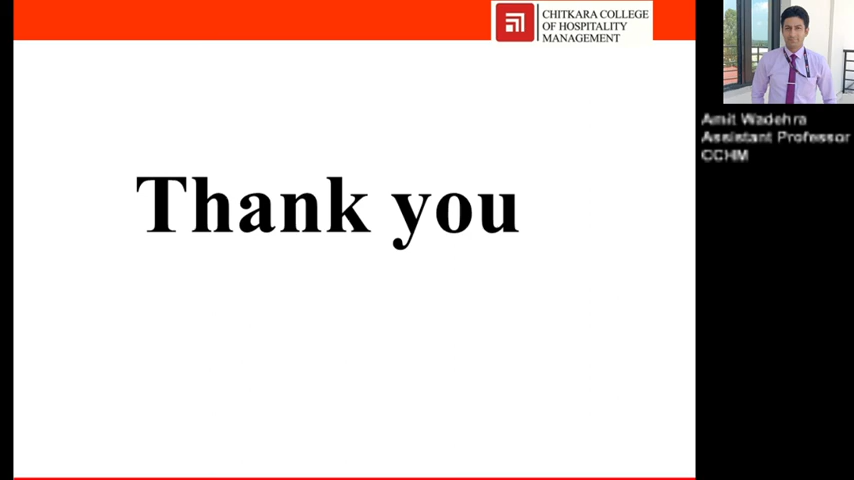 CHITKARA COLLEGE
OF HOSPITALITY
MANAGEMENT
Thank you
Amit Wadehra
Assistant Professor
CCHM